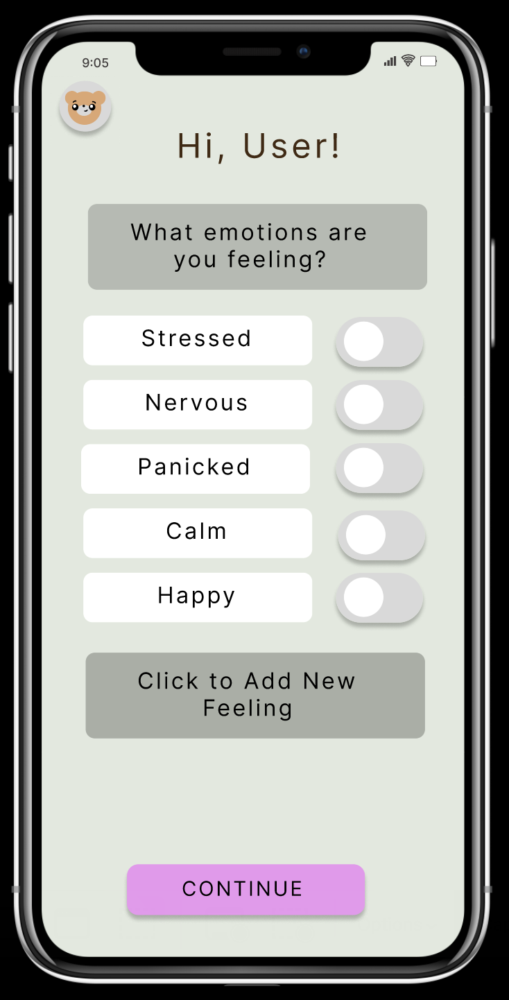 9:05
Hi, User!
What emotions are
you feeling?
Stressed
Nervous
Panicked
Calm
Happy
Click to Add New
Feeling
CONTINUE